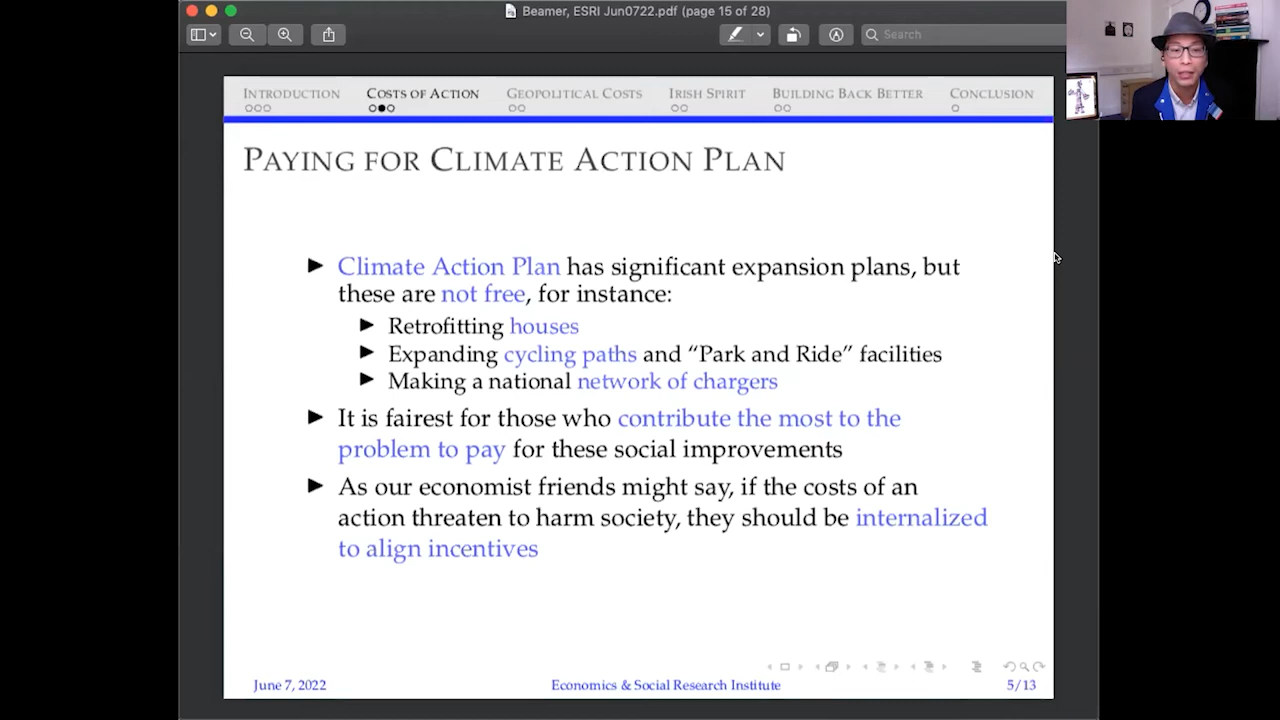 Beamer, ESRI Jun0722.pdf (page 15 of 28)
Search
INTRODUCTION COSTS OF ACTION GEOPOLITICAL COSTS IRISH SPIRIT BUILDING BACK BETTER CONCLUSION
PAYING FOR CLIMATE ACTION PLAN
Climate Action Plan has significant expansion plans, but
these are not free, for instance:
Retrofitting houses
Expanding cycling paths and “Park and Ride” facilities
Making a national network of chargers
It is fairest for those who contribute the most to the
problem to pay for these social improvements
As our economist friends might say, if the costs of an
action threaten to harm society, they should be internalized
to align incentives
June 7, 2022 Economics & Social Research Institute 5/13